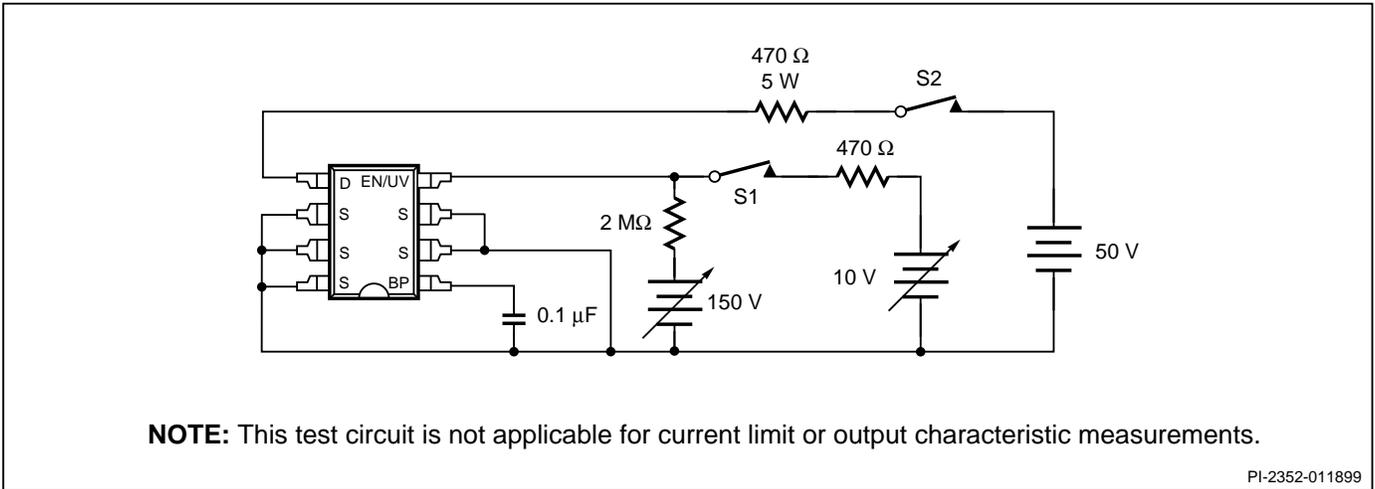 470 Ω
5 W
S2
470 Ω
S1
D EN/UV
S S
S S
S BP
2 MΩ
150 V
10 V
50 V
0.1 μF
NOTE: This test circuit is not applicable for current limit or output characteristic measurements.
PI-2352-011899